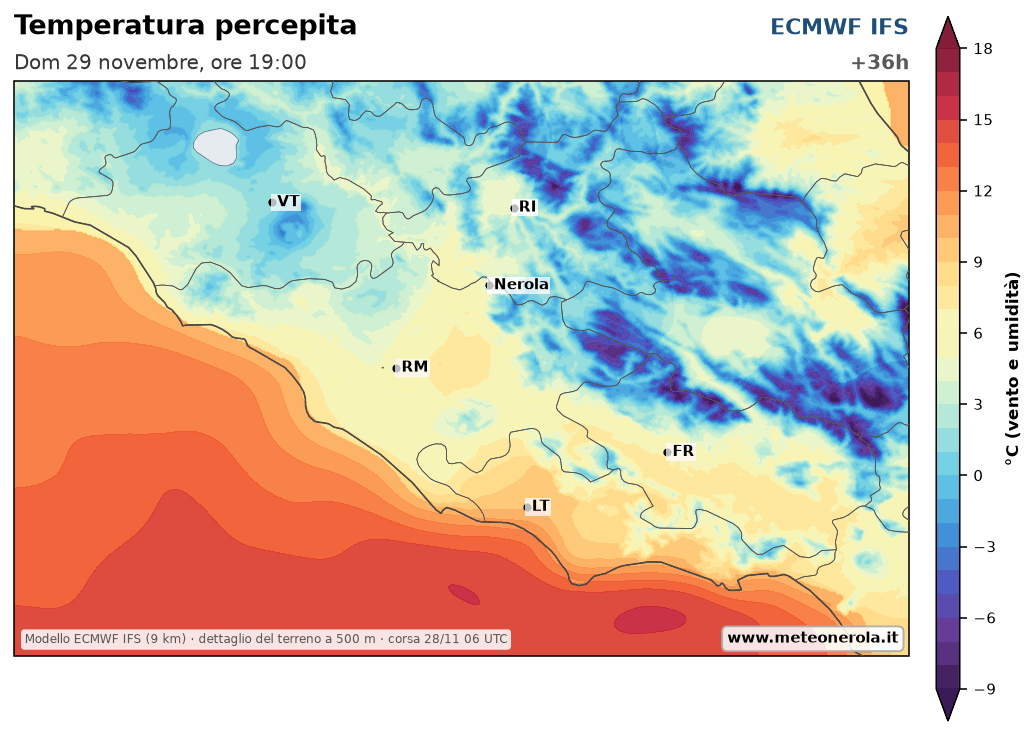 Temperatura percepita
ECMWF IFS
Dom 29 novembre, ore 19:00
+36h
VT
RI
Nerola
RM
FR
LT
Modello ECMWF IFS (9 km) · dettaglio del terreno a 500 m · corsa 28/11 06 UTC
www.meteonerola.it
18
15
12
9
6
3
0
−3
−6
−9
°C (vento e umidità)